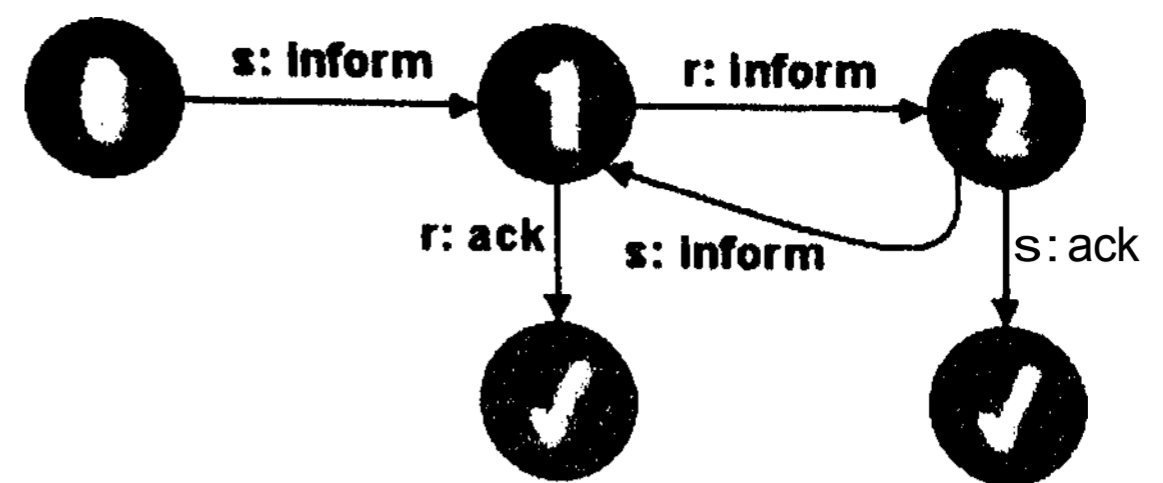 s: inform
r: inform
0
1
2
r: ack
s: inform
s: ack
✓
✓